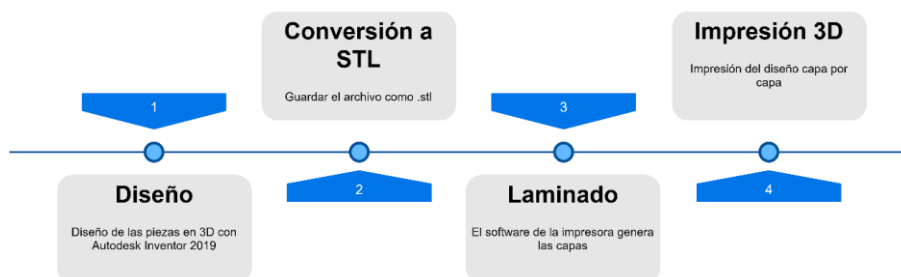 1
Diseño
Diseño de las piezas en 3D con
Autodesk Inventor 2019
Conversión a
STL
Guardar el archivo como .stl
2
3
Laminado
El software de la impresora genera
las capas
Impresión 3D
Impresión del diseño capa por
capa
4